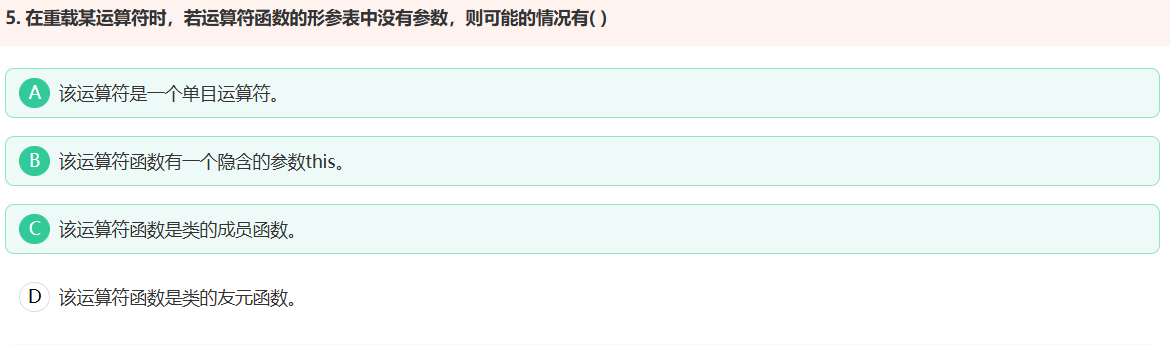 5. 在重载某运算符时，若运算符函数的形参表中没有参数，则可能的情况有( )
A 该运算符是一个单目运算符。
B 该运算符函数有一个隐含的参数this。
C 该运算符函数是类的成员函数。
D 该运算符函数是类的友元函数。